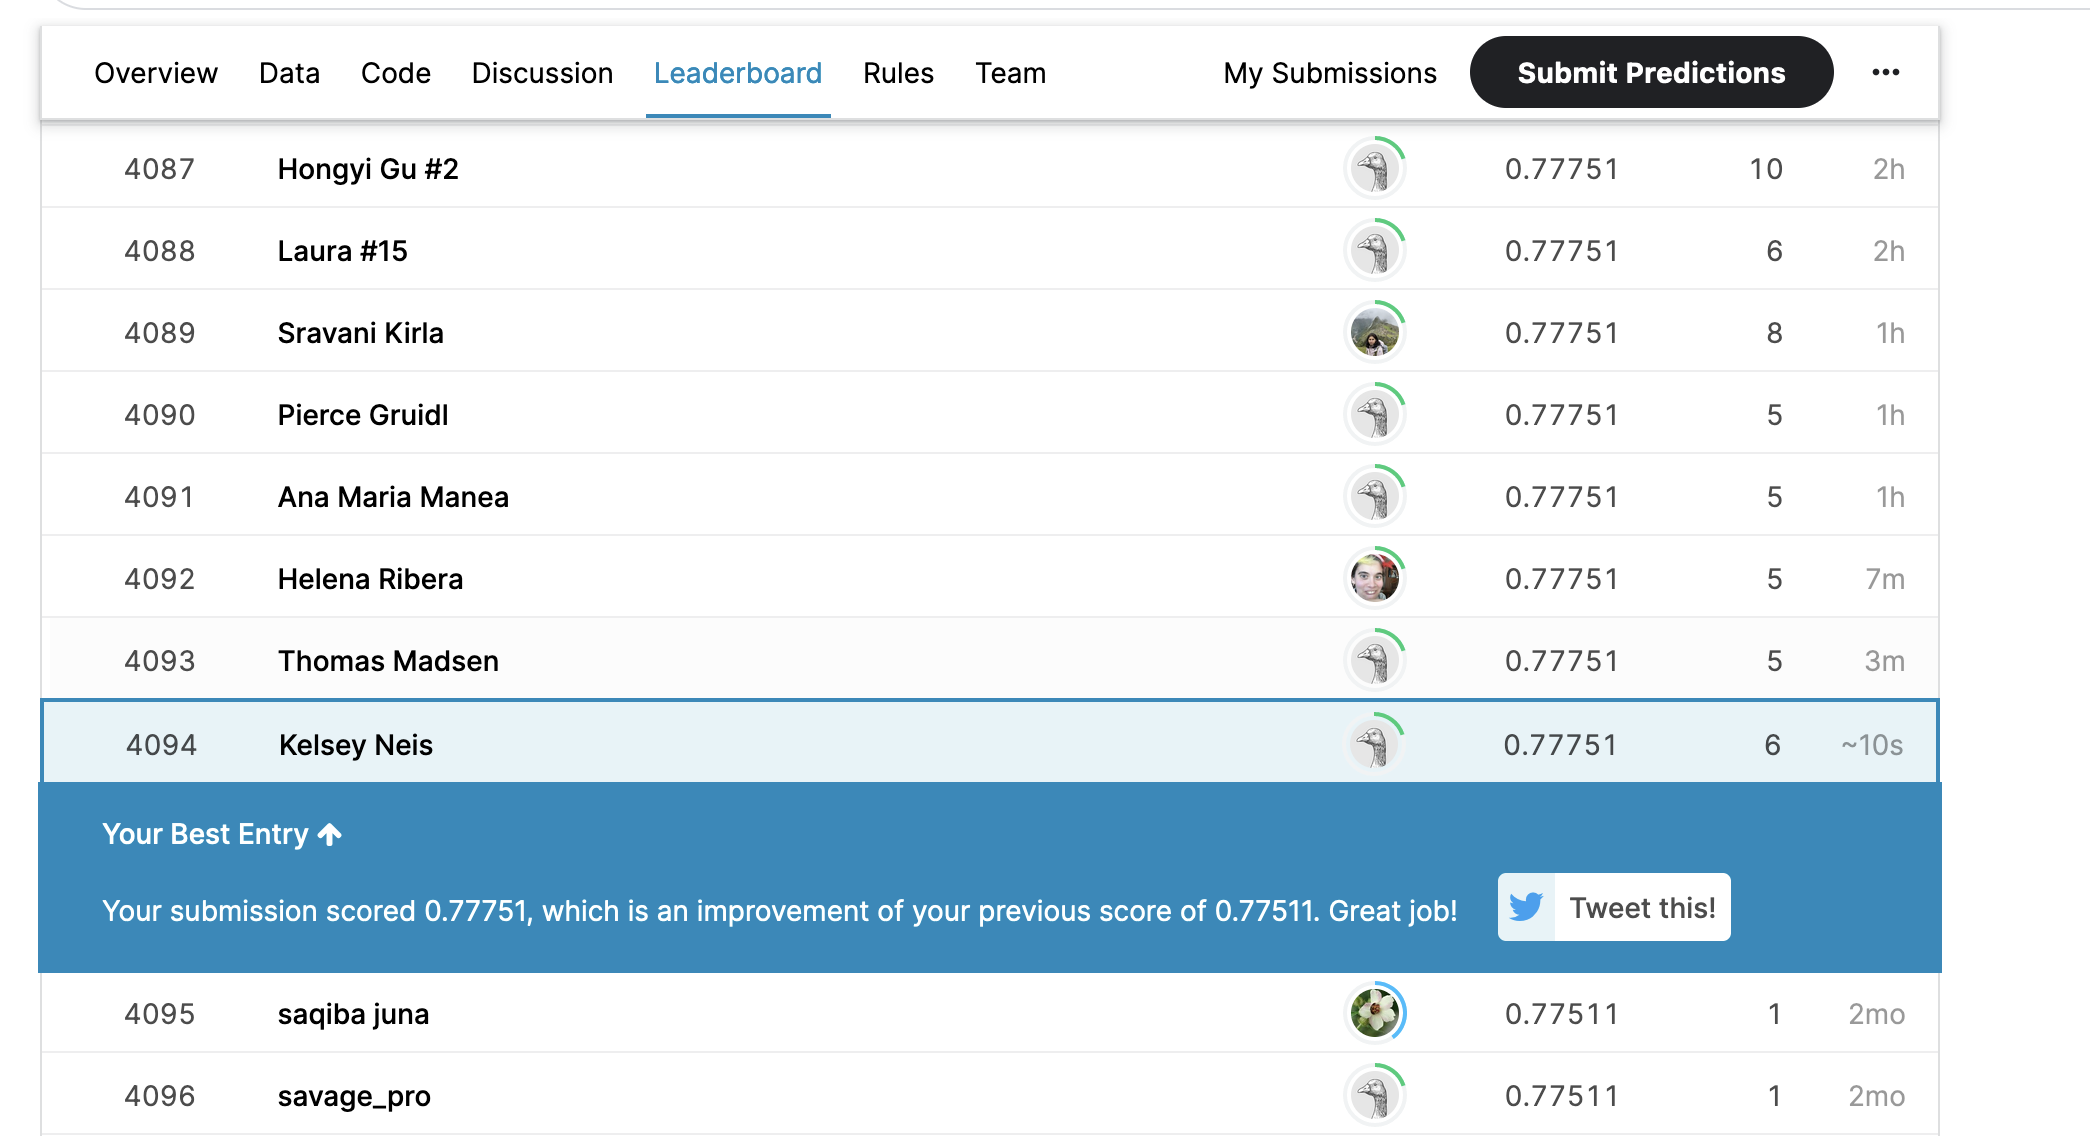 Overview Data Code Discussion Leaderboard Rules Team My Submissions Submit Predictions •••
4087 Hongyi Gu #2 0.77751 10 2h
4088 Laura #15 0.77751 6 2h
4089 Sravani Kirla 0.77751 8 1h
4090 Pierce Gruidl 0.77751 5 1h
4091 Ana Maria Manea 0.77751 5 1h
4092 Helena Ribera 0.77751 5 7m
4093 Thomas Madsen 0.77751 5 3m
4094 Kelsey Neis 0.77751 6 ~10s
Your Best Entry ↑
Your submission scored 0.77751, which is an improvement of your previous score of 0.77511. Great job! Tweet this!
4095 saqiba juna 0.77511 1 2mo
4096 savage_pro 0.77511 1 2mo